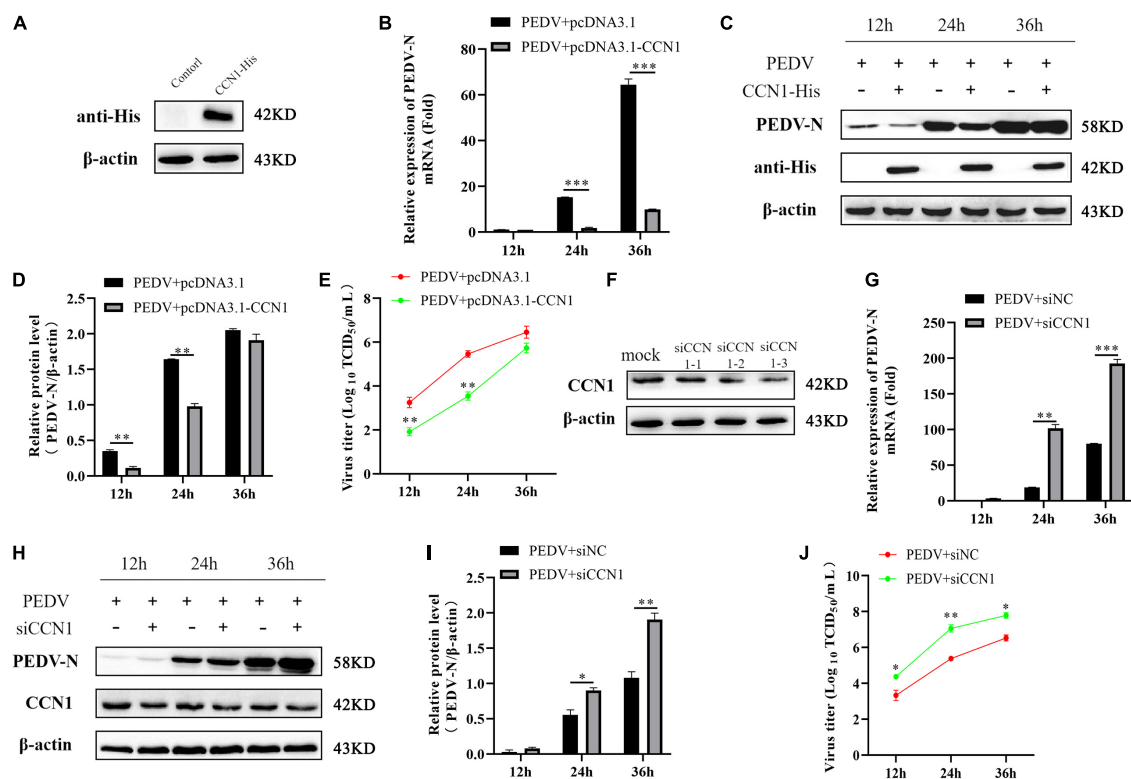 A
Contorl
CCN1-His
anti-His
42KD
β-actin
43KD
B
PEDV+pcDNA3.1
PEDV+pcDNA3.1-CCN1
Relative expression of PEDV-N
mRNA (Fold)
80
60
40
20
0
***
***
12h
24h
36h
C
12h
24h
36h
PEDV
+ + + + + +
CCN1-His
- + - + - +
PEDV-N
58KD
anti-His
42KD
β-actin
43KD
D
PEDV+pcDNA3.1
PEDV+pcDNA3.1-CCN1
Relative protein level
( PEDV-N/β-actin)
2.5
2.0
1.5
1.0
0.5
0.0
**
**
12h
24h
36h
E
PEDV+pcDNA3.1
PEDV+pcDNA3.1-CCN1
Virus titer (Log 10 TCID50/mL)
8
6
4
2
0
**
**
12h
24h
36h
F
mock
siCCN
1-1
siCCN
1-2
siCCN
1-3
CCN1
42KD
β-actin
43KD
G
PEDV+siNC
PEDV+siCCN1
Relative expression of PEDV-N
mRNA (Fold)
250
200
150
100
50
0
**
***
12h
24h
36h
H
12h
24h
36h
PEDV
+ + + + + +
siCCN1
- + - + - +
PEDV-N
58KD
CCN1
42KD
β-actin
43KD
I
PEDV+siNC
PEDV+siCCN1
Relative protein level
( PEDV-N/β-actin)
2.5
2.0
1.5
1.0
0.5
0.0
*
**
12h
24h
36h
J
PEDV+siNC
PEDV+siCCN1
Virus titer (Log 10 TCID50/mL)
10
8
6
4
2
0
*
**
*
12h
24h
36h